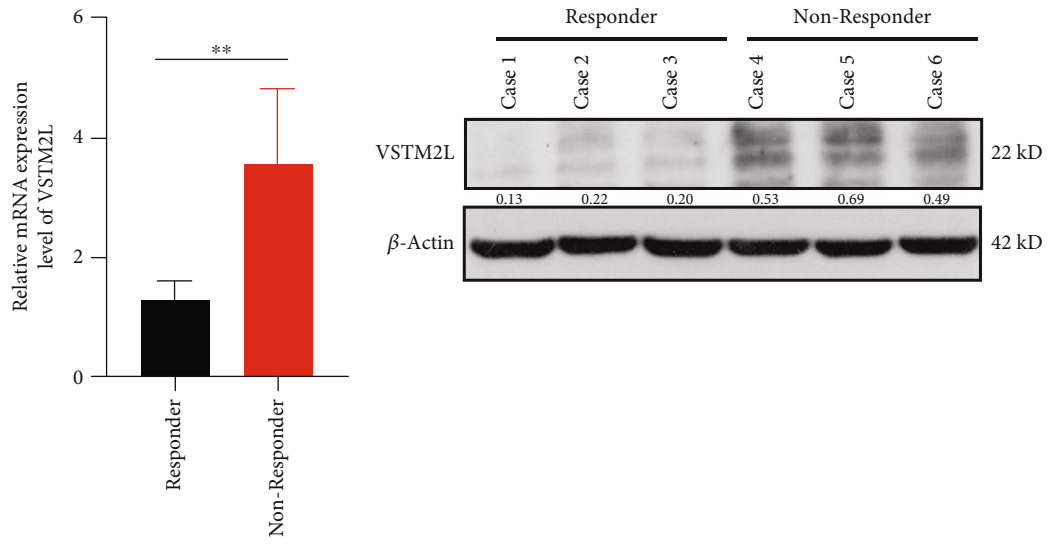 Relative mRNA expression
level of VSTM2L
6
4
2
0
**
Responder
Non-Responder
Responder
Non-Responder
Case 1
Case 2
Case 3
Case 4
Case 5
Case 6
VSTM2L
22 kD
0.13
0.22
0.20
0.53
0.69
0.49
β-Actin
42 kD